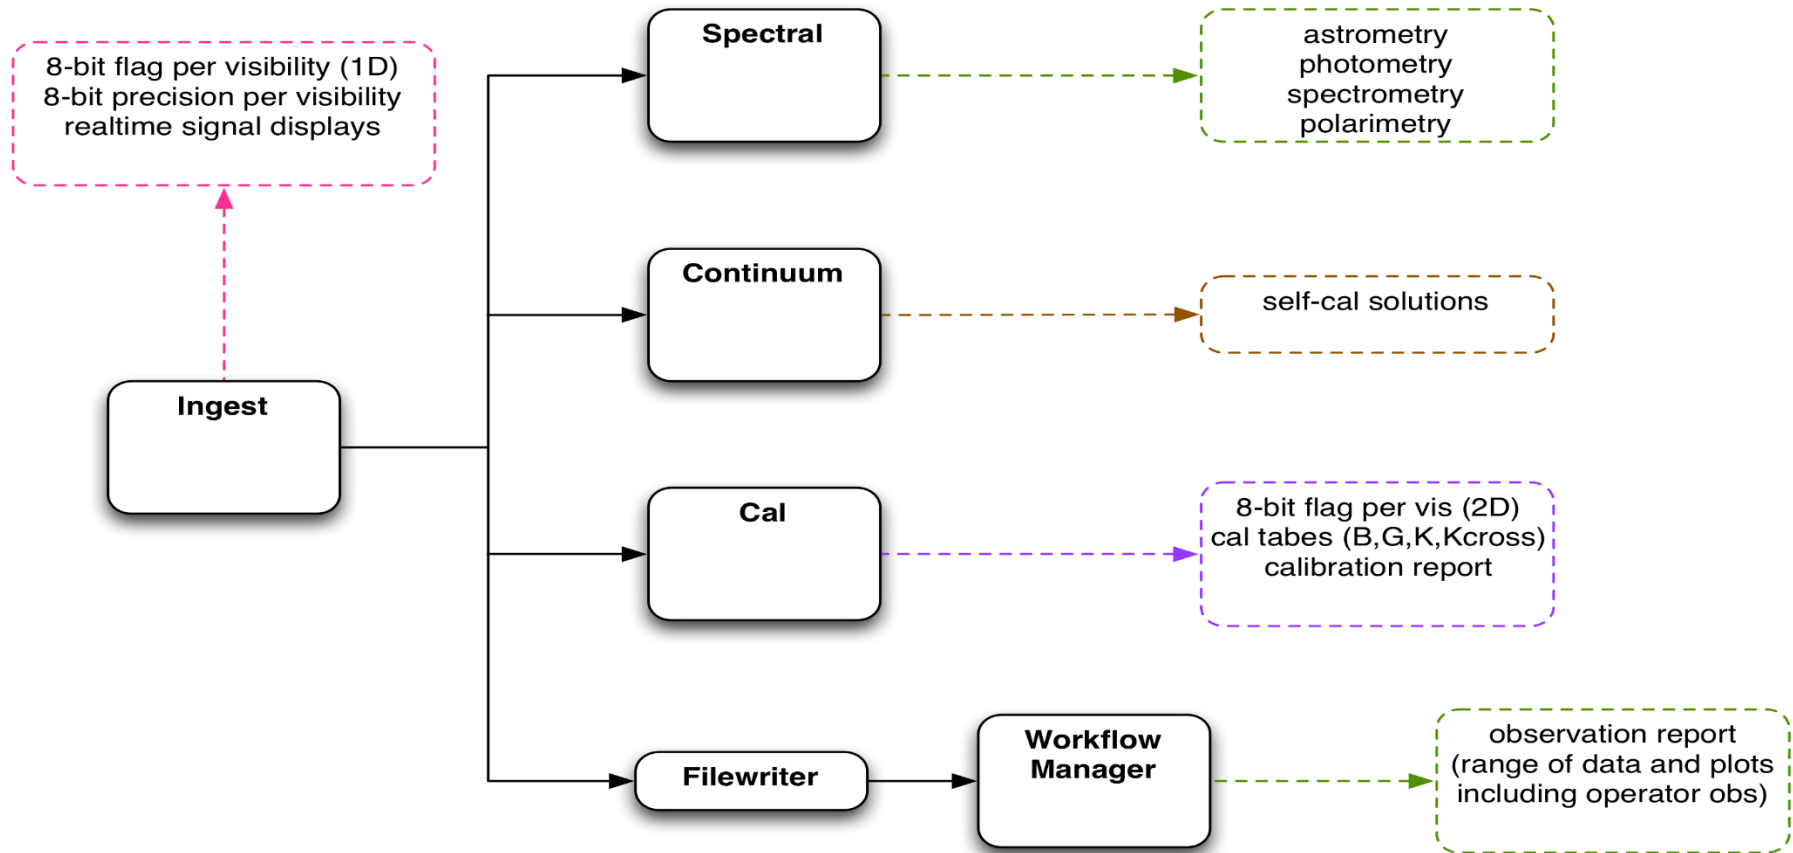 Spectral
astrometry
photometry
spectrometry
polarimetry
8-bit flag per visibility (1D)
8-bit precision per visibility
realtime signal displays
Continuum
self-cal solutions
Ingest
Cal
8-bit flag per vis (2D)
cal tabes (B,G,K,Kcross)
calibration report
Filewriter
Workflow
Manager
observation report
(range of data and plots
including operator obs)